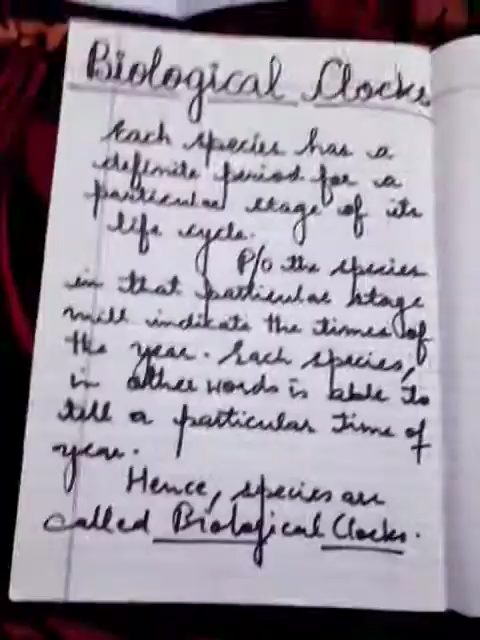 Biological Clocks
Each species has a
definite period for a
particular stage of its
life cycle.
P/o the species
in that particular stage
will indicate the times of
the year. Each species,
in other words is able to
tell a particular time of
year.
Hence, species are
called Biological Clocks.